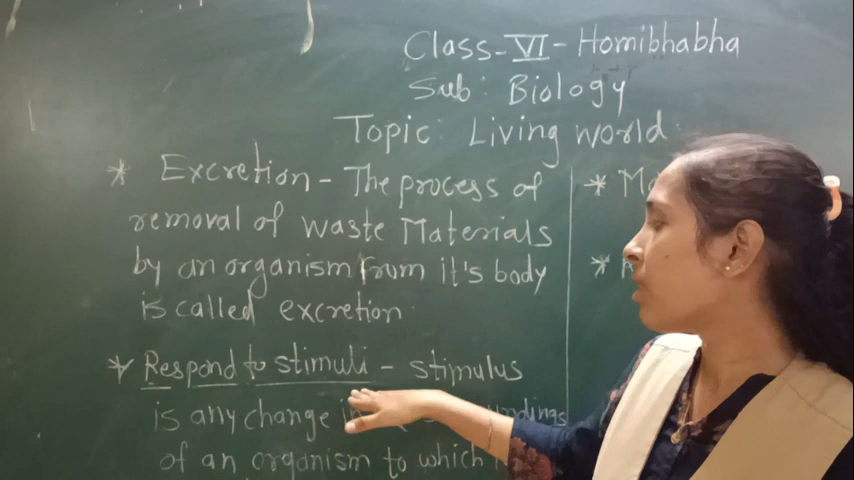 Class-VI-Homibhabha
Sub: Biology
Topic: Living world
* Excretion - The process of
removal of waste Materials
by an organism from it's body
is called excretion.
* Respond to stimuli - stimulus
is any change in
of an organism to which
*
*